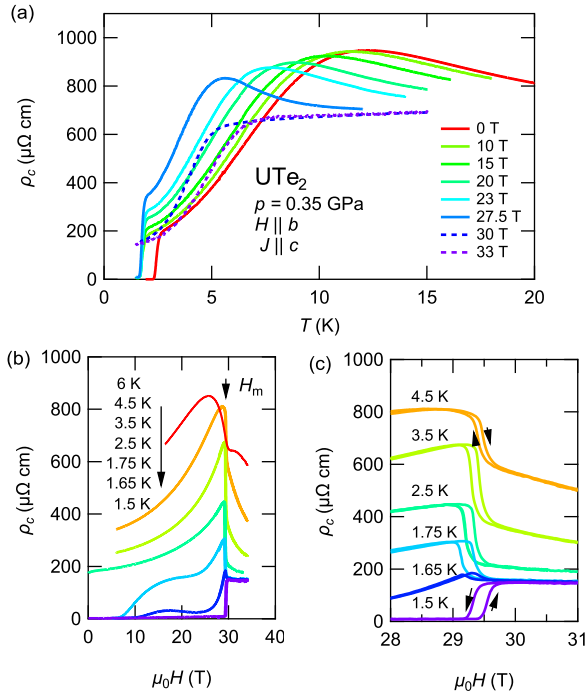 (a)
1000
800
600
400
200
0
ρc (μΩ cm)
0
5
10
15
20
T (K)
UTe2
p = 0.35 GPa
H || b
J || c
0 T
10 T
15 T
20 T
23 T
27.5 T
30 T
33 T
(b)
1000
800
600
400
200
0
ρc (μΩ cm)
0
10
20
30
40
μ0H (T)
6 K
4.5 K
3.5 K
2.5 K
1.75 K
1.65 K
1.5 K
Hm
(c)
1000
800
600
400
200
0
ρc (μΩ cm)
28
29
30
31
μ0H (T)
4.5 K
3.5 K
2.5 K
1.75 K
1.65 K
1.5 K